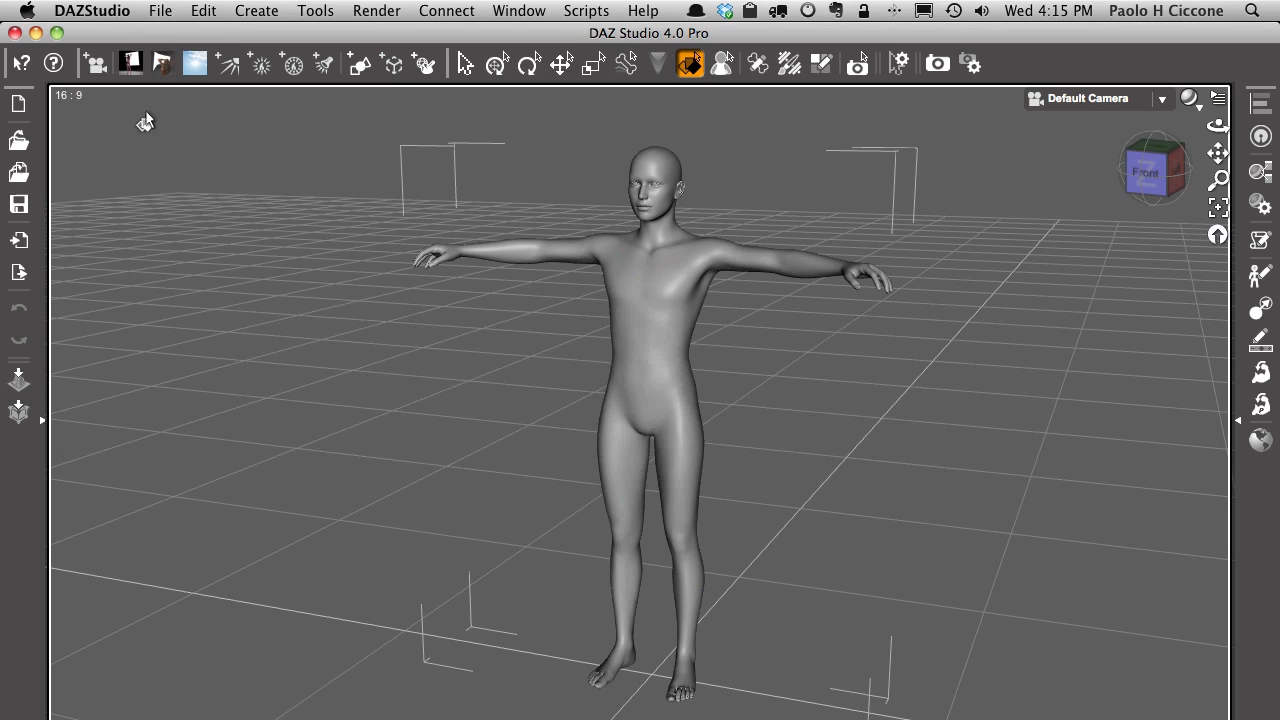 DAZStudio File Edit Create Tools Render Connect Window Scripts Help Wed 4:15 PM Paolo H Ciccone
DAZ Studio 4.0 Pro
16 : 9
Default Camera
Front
Z